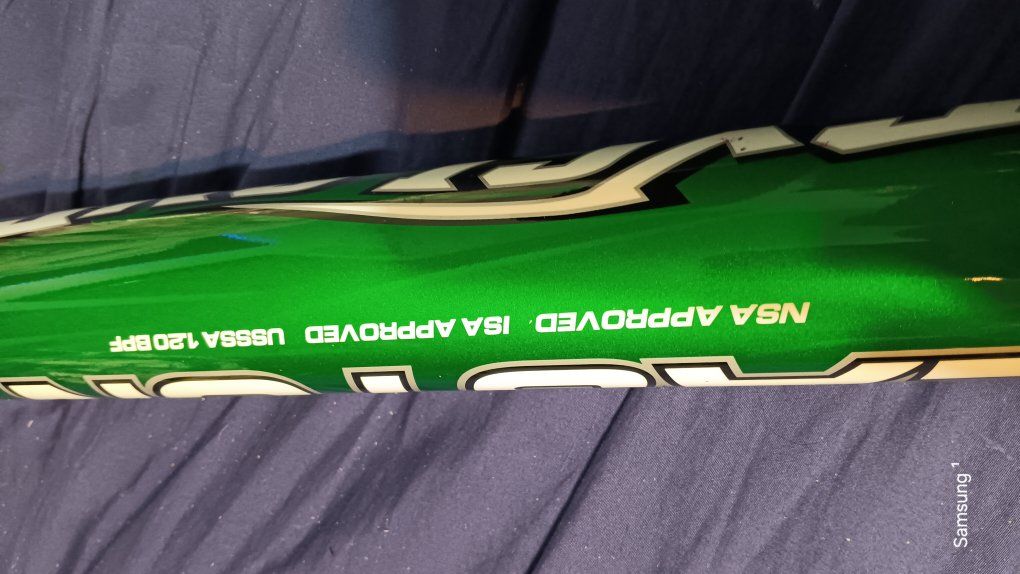 NSA APPROVED ISA APPROVED USSSA 1.20 BPF
Samsung 1